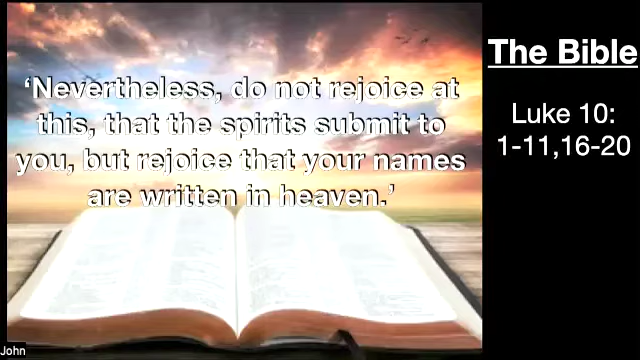 ‘Nevertheless, do not rejoice at
this, that the spirits submit to
you, but rejoice that your names
are written in heaven.’
The Bible
Luke 10:
1-11,16-20
John